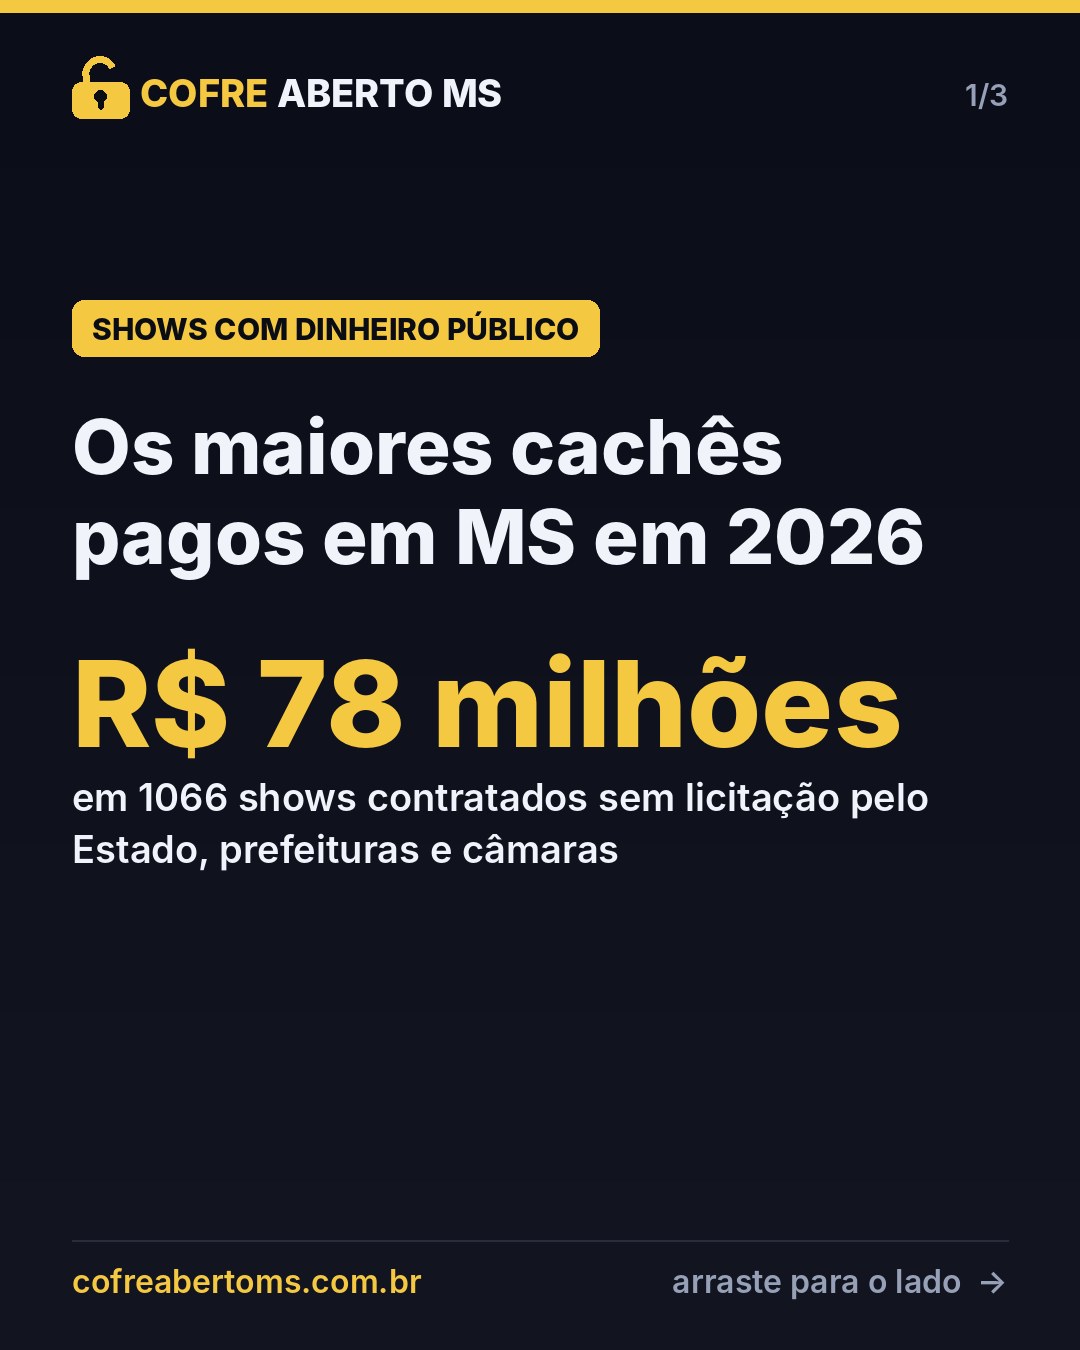 COFRE ABERTO MS
1/3
SHOWS COM DINHEIRO PÚBLICO
Os maiores cachês
pagos em MS em 2026
R$ 78 milhões
em 1066 shows contratados sem licitação pelo
Estado, prefeituras e câmaras
cofreabertoms.com.br
arraste para o lado →